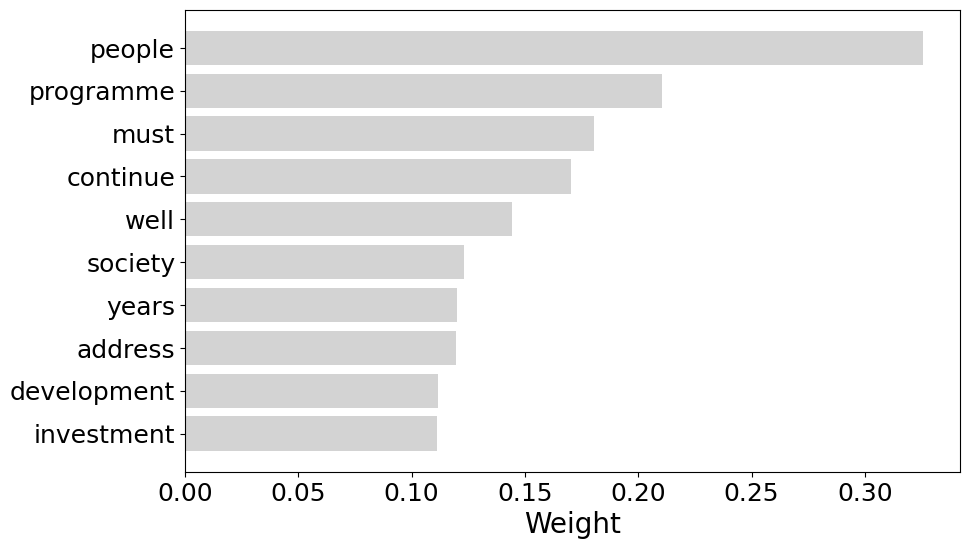 people
programme
must
continue
well
society
years
address
development
investment
0.00 0.05 0.10 0.15 0.20 0.25 0.30
Weight